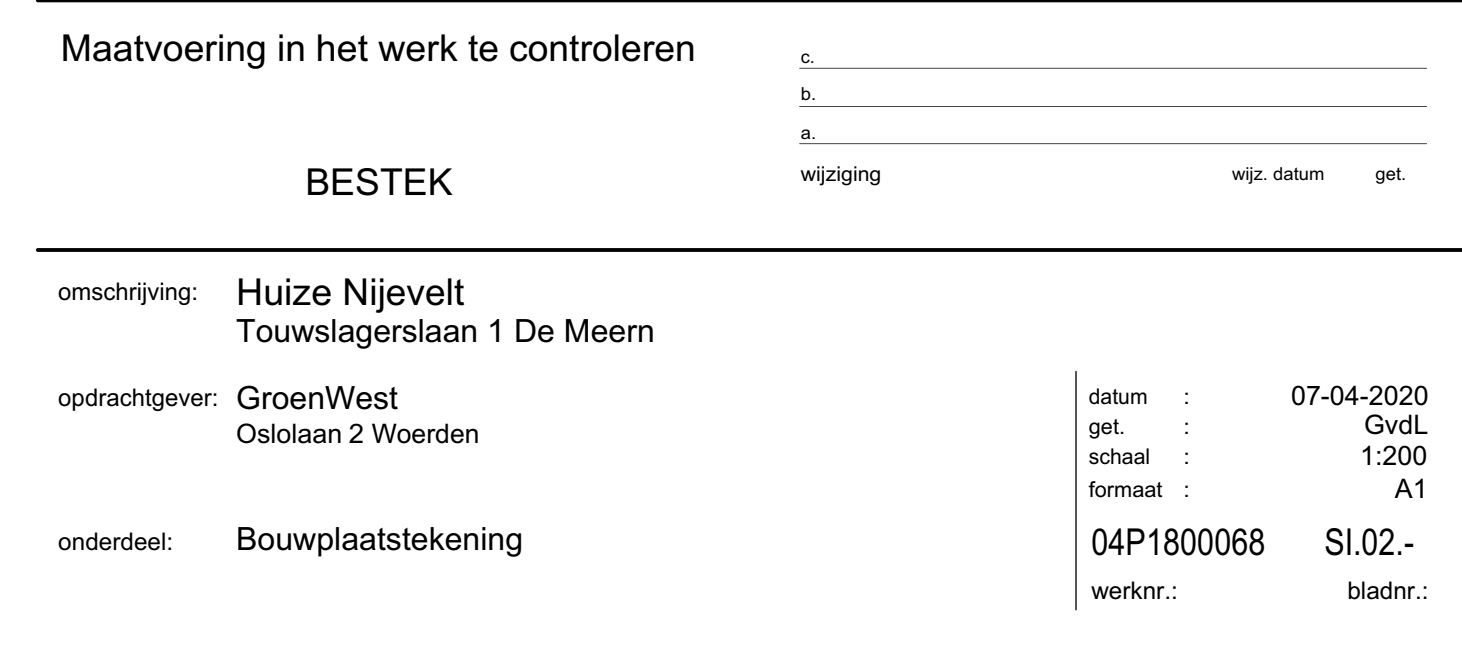 Maatvoering in het werk te controleren
c.
b.
a.
BESTEK
wijziging wijz. datum get.
omschrijving: Huize Nijevelt
Touwslagerslaan 1 De Meern
opdrachtgever: GroenWest
Oslolaan 2 Woerden
datum : 07-04-2020
get. : GvdL
schaal : 1:200
formaat : A1
onderdeel: Bouwplaatstekening
04P1800068 SI.02.-
werknr.: bladnr.: